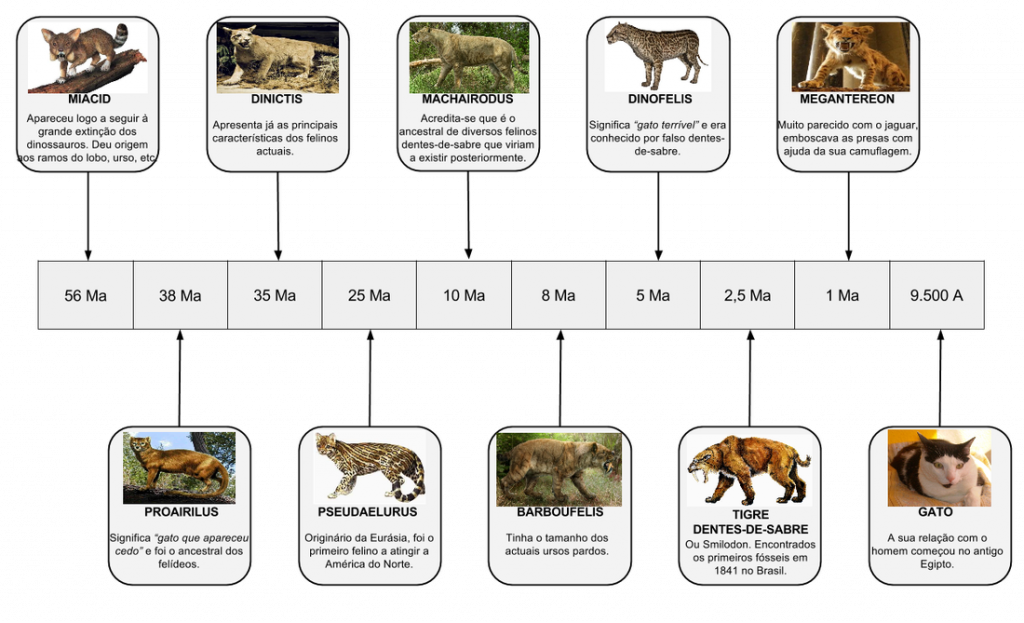 MIACID
Apareceu logo a seguir à
grande extinção dos
dinossauros. Deu origem
aos ramos do lobo, urso, etc
DINICTIS
Apresenta já as principais
características dos felinos
actuais.
MACHAIRODUS
Acredita-se que é o
ancestral de diversos felinos
dentes-de-sabre que viriam
a existir posteriormente.
DINOFELIS
Significa "gato terrível" e era
conhecido por falso dentes-
de-sabre.
MEGANTEREON
Muito parecido com o jaguar,
emboscava as presas com
ajuda da sua camuflagem.
56 Ma
38 Ma
35 Ma
25 Ma
10 Ma
8 Ma
5 Ma
2,5 Ma
1 Ma
9.500 A
PROAIRILUS
Significa "gato que apareceu
cedo" e foi o ancestral dos
felídeos.
PSEUDAELURUS
Originário da Eurásia, foi o
primeiro felino a atingir a
América do Norte.
BARBOUFELIS
Tinha o tamanho dos
actuais ursos pardos.
TIGRE
DENTES-DE-SABRE
Ou Smilodon. Encontrados
os primeiros fósseis em
1841 no Brasil.
GATO
A sua relação com o
homem começou no antigo
Egipto.